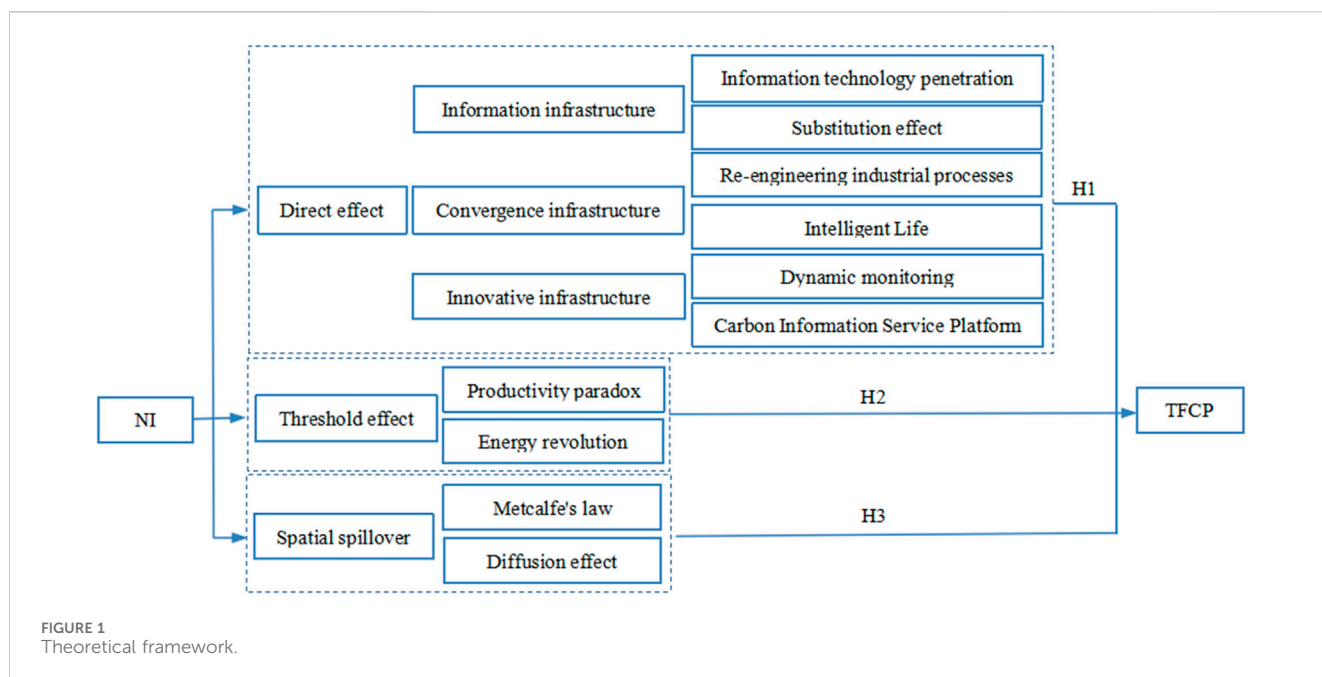 Information technology penetration
Information infrastructure
Substitution effect
Re-engineering industrial processes
H1
Direct effect
Convergence infrastructure
Intelligent Life
Dynamic monitoring
Innovative infrastructure
Carbon Information Service Platform
Productivity paradox
H2
NI
Threshold effect
TFCP
Energy revolution
Metcalfe's law
H3
Spatial spillover
Diffusion effect
FIGURE 1
Theoretical framework.